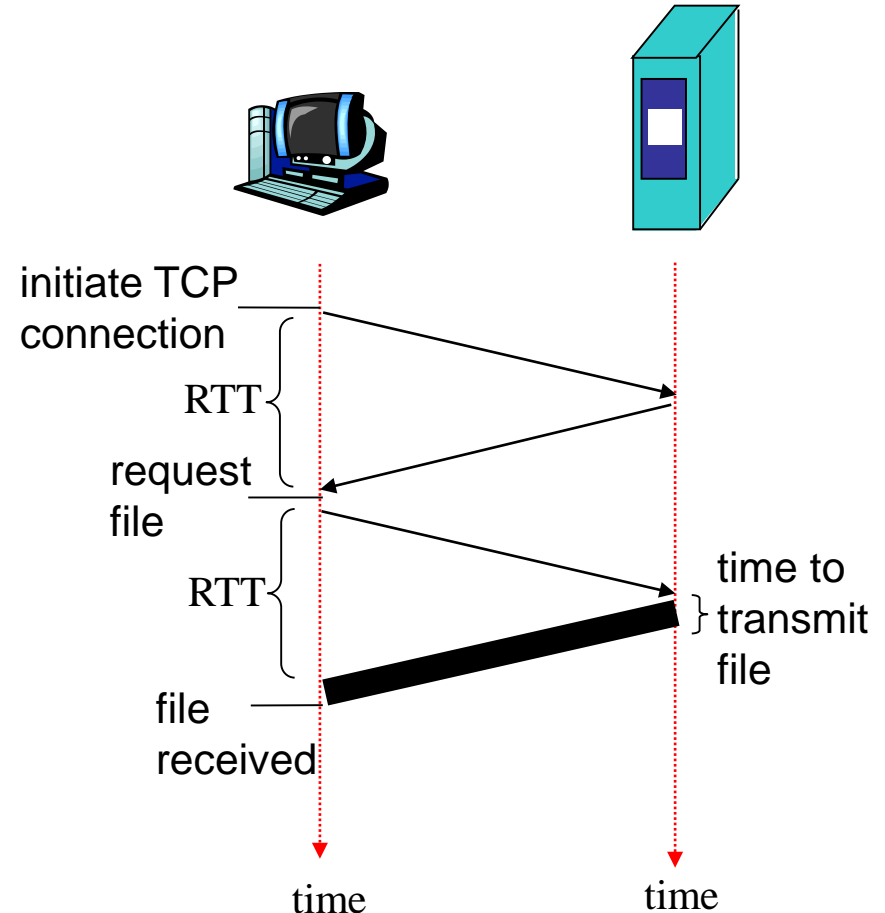 initiate TCP
connection
RTT
request
file
RTT
time to
transmit
file
file
received
time
time